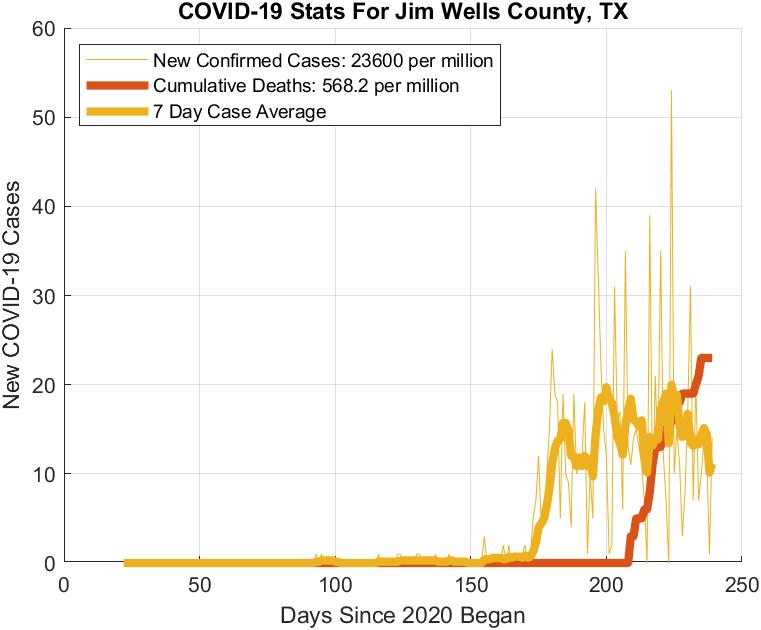 COVID-19 Stats For Jim Wells County, TX
New Confirmed Cases: 23600 per million
Cumulative Deaths: 568.2 per million
7 Day Case Average
New COVID-19 Cases
60
50
40
30
20
10
0
0 50 100 150 200 250
Days Since 2020 Began